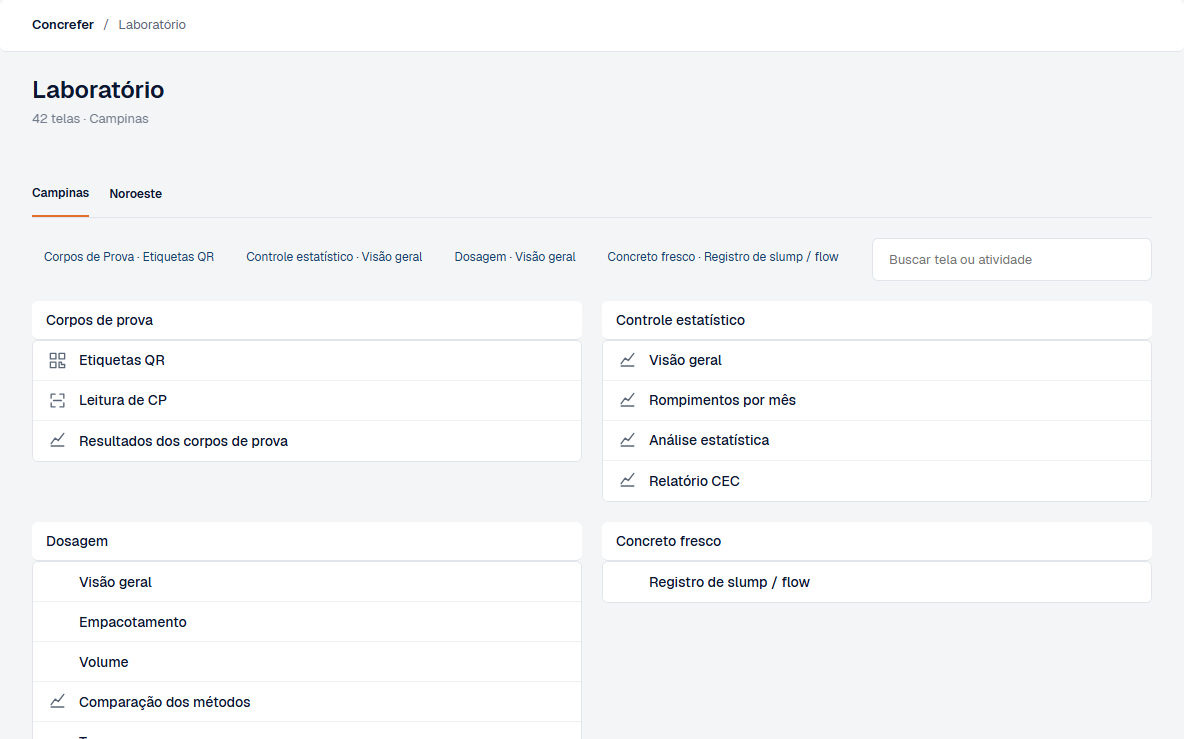 Concrefer / Laboratório
Laboratório
42 telas · Campinas
Campinas Noroeste
Corpos de Prova · Etiquetas QR Controle estatístico · Visão geral Dosagem · Visão geral Concreto fresco · Registro de slump / flow Buscar tela ou atividade
Corpos de prova
Etiquetas QR
Leitura de CP
Resultados dos corpos de prova
Controle estatístico
Visão geral
Rompimentos por mês
Análise estatística
Relatório CEC
Dosagem
Visão geral
Empacotamento
Volume
Comparação dos métodos
Concreto fresco
Registro de slump / flow